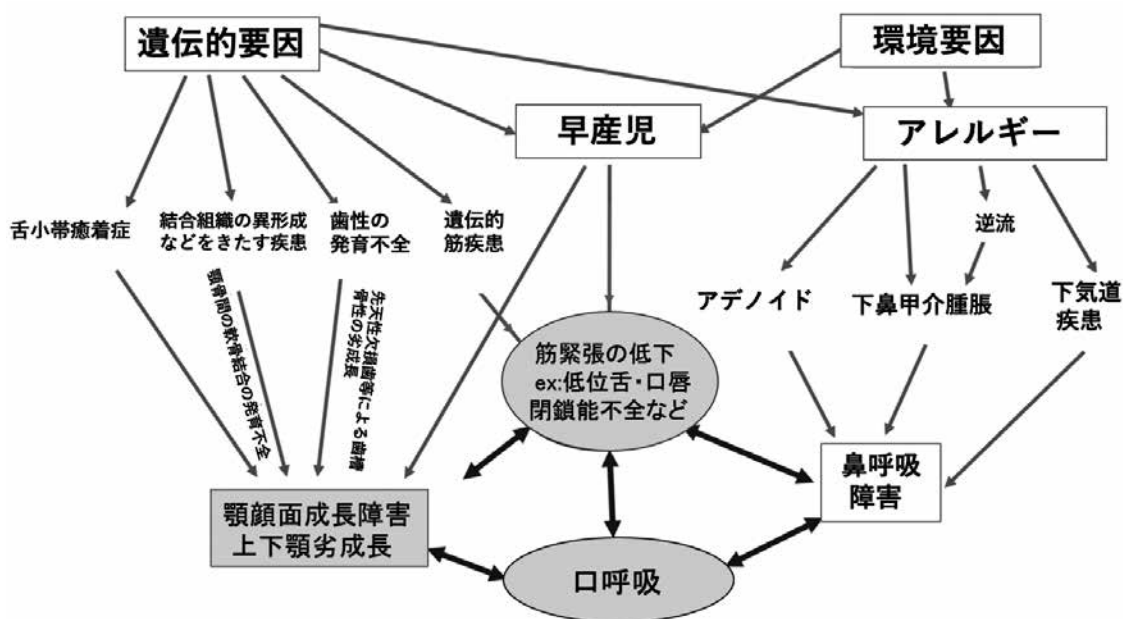 遺伝的要因
環境要因
早産児
アレルギー
舌小帯癒着症
結合組織の異形成
などをきたす疾患
歯性の
発育不全
遺伝的
筋疾患
逆流
アデノイド
下鼻甲介腫脹
下気道
疾患
顎骨間の軟骨結合の発育不全
先天性欠損歯等による歯槽
骨性の劣成長
筋緊張の低下
ex:低位舌・口唇
閉鎖能不全など
鼻呼吸
障害
顎顔面成長障害
上下顎劣成長
口呼吸